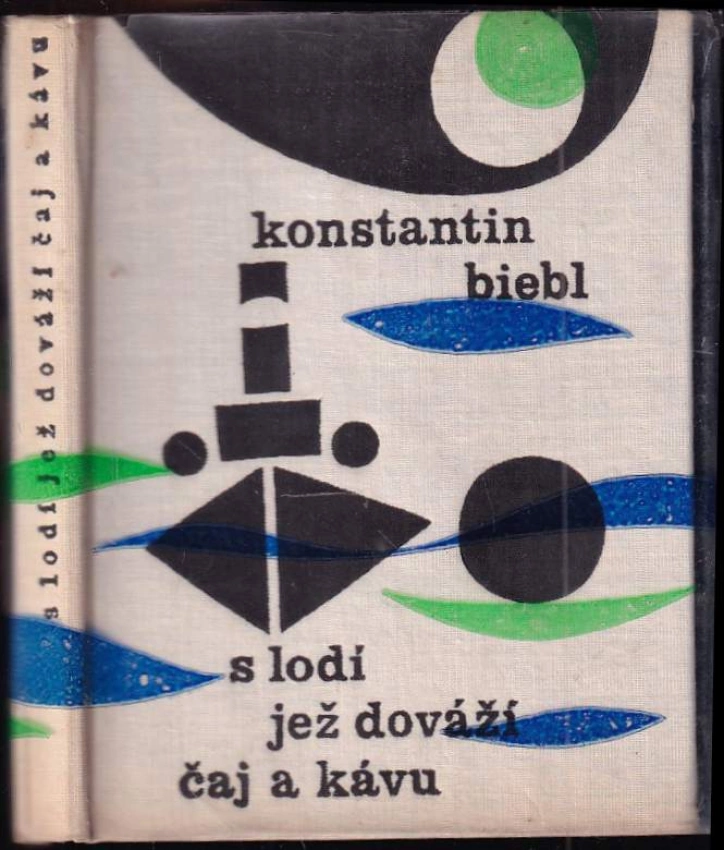 s lodí jež dováží čaj a kávu
konstantin
biebl
s lodí
jež dováží
čaj a kávu